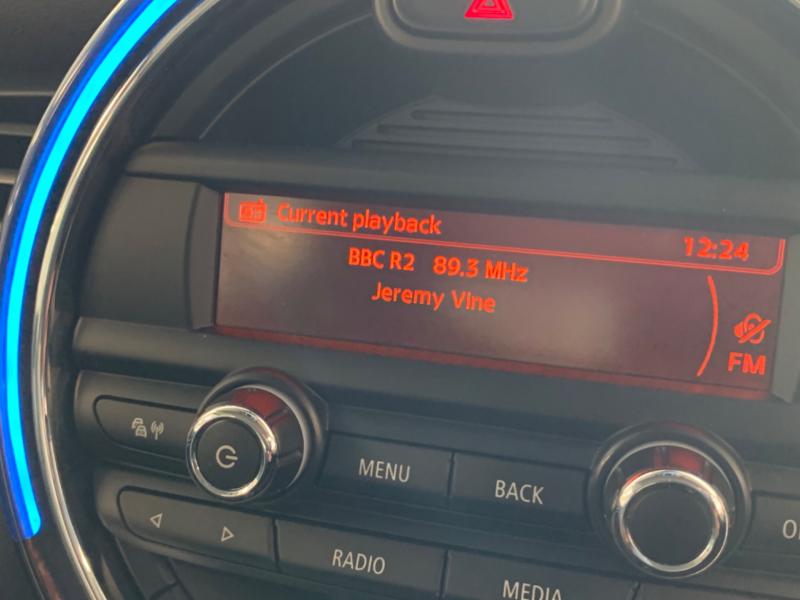 Current playback
12:24
BBC R2 89.3 MHz
Jeremy Vine
FM
MENU
BACK
RADIO
MEDIA